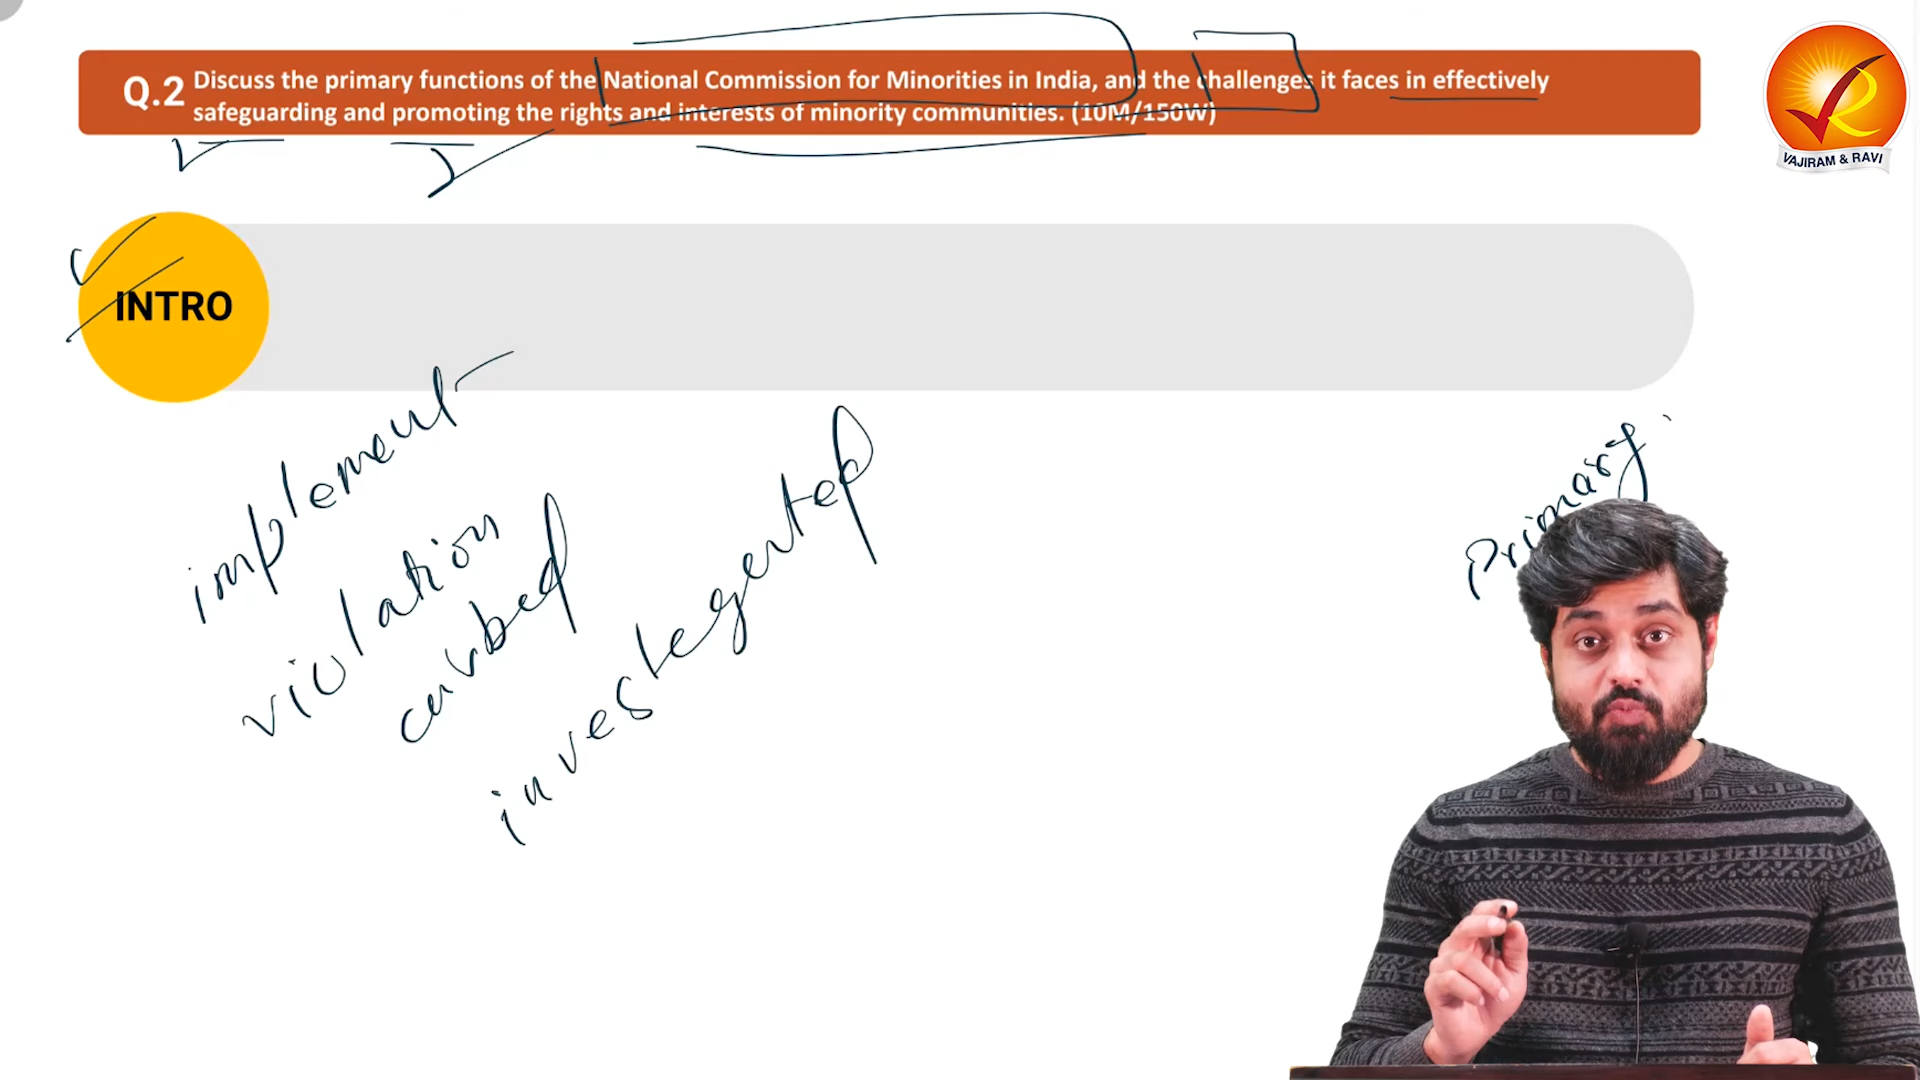 Q.2 Discuss the primary functions of the National Commission for Minorities in India, and the challenges it faces in effectively
safeguarding and promoting the rights and interests of minority communities. (10M/150W)
VAJIRAM & RAVI
INTRO
implement
violation
curbed
investegerted
Primary